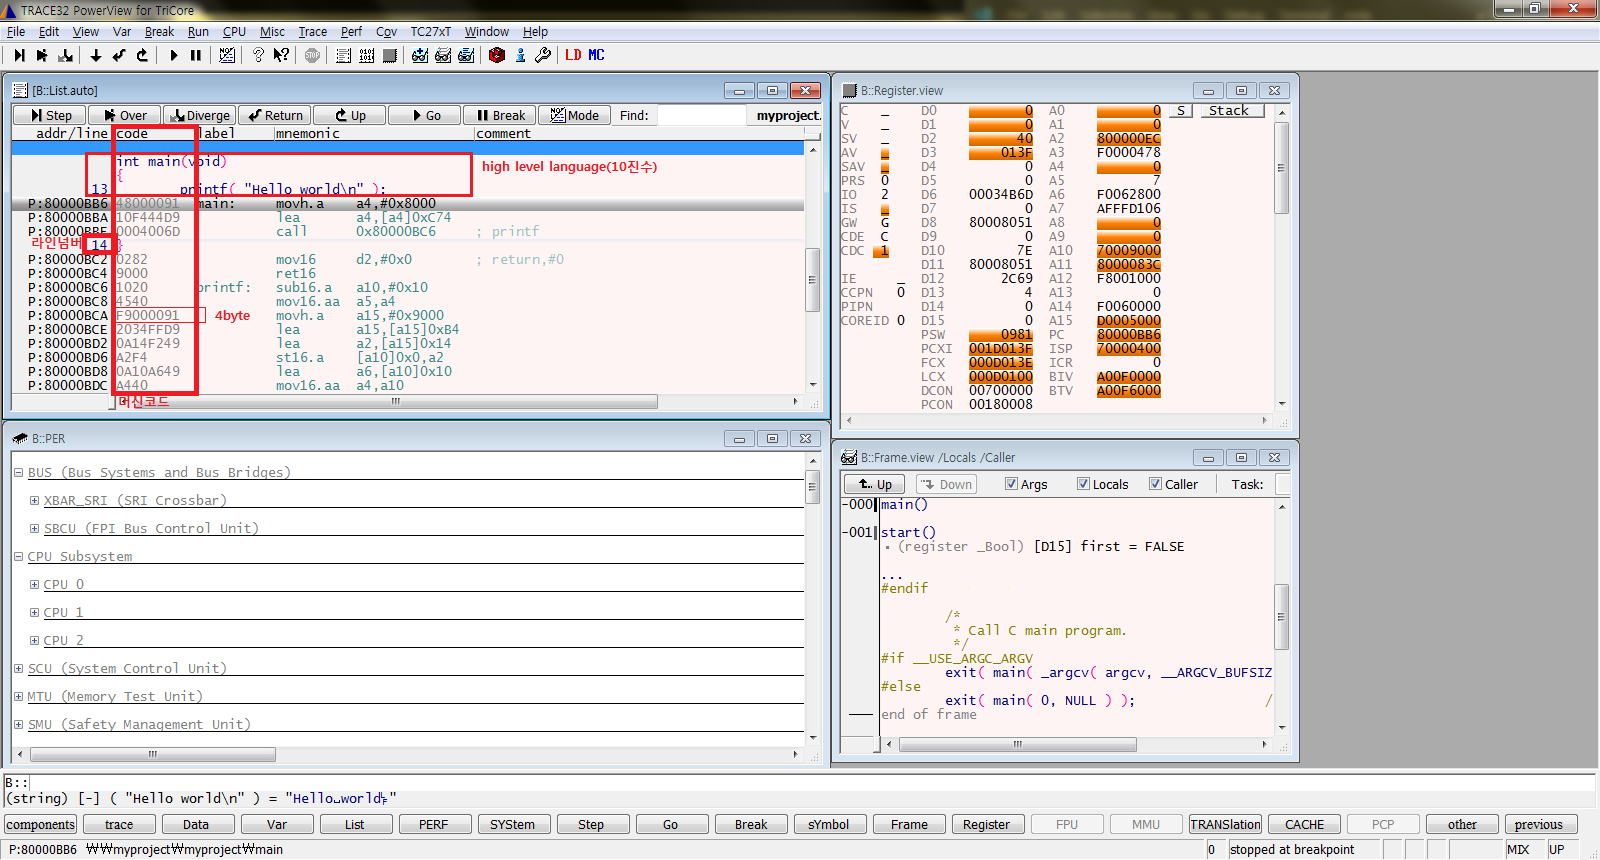 TRACE32 PowerView for TriCore
File Edit View Var Break Run CPU Misc Trace Perf Cov TC27xT Window Help
LD MC
[B::List.auto]
Step Over Diverge Return Up Go Break Mode Find: myproject.
addr/line code label mnemonic comment
int main(void)
{
13 printf( "Hello world\n" );
high level language(10진수)
P:80000BB6 48000091 main: movh.a a4,#0x8000
P:80000BBA 10F444D9 lea a4,[a4]0xC74
P:80000BBE 0004006D call 0x80000BC6 ; printf
라인넘버 14 }
P:80000BC2 0282 mov16 d2,#0x0 ; return,#0
P:80000BC4 9000 ret16
P:80000BC6 1020 printf: sub16.a a10,#0x10
P:80000BC8 4540 mov16.aa a5,a4
P:80000BCA F9000091 4byte movh.a a15,#0x9000
P:80000BCE 2034FFD9 lea a15,[a15]0xB4
P:80000BD2 0A14F249 lea a2,[a15]0x14
P:80000BD6 A2F4 st16.a [a10]0x0,a2
P:80000BD8 0A10A649 lea a6,[a10]0x10
P:80000BDC A440 mov16.aa a4,a10
머신코드
B::Register.view
C _ D0 0 A0 0 S Stack
V _ D1 0 A1 0
SV _ D2 40 A2 800000EC
AV _ D3 013F A3 F0000478
SAV _ D4 0 A4 0
PRS 0 D5 0 A5 7
IO 2 D6 00034B6D A6 F0062800
IS _ D7 0 A7 AFFFD106
GW G D8 80008051 A8 0
CDE C D9 0 A9 0
CDC 1 D10 7E A10 70009000
D11 80008051 A11 8000083C
IE _ D12 2C69 A12 F8001000
CCPN 0 D13 4 A13 0
PIPN D14 0 A14 F0060000
COREID 0 D15 0 A15 D0005000
PSW 0981 PC 80000BB6
PCXI 001D013F ISP 70000400
FCX 000D013E ICR 0
LCX 000D0100 BIV A00F0000
DCON 00700000 BTV A00F6000
PCON 00180008
B::PER
BUS (Bus Systems and Bus Bridges)
XBAR_SRI (SRI Crossbar)
SBCU (FPI Bus Control Unit)
CPU Subsystem
CPU 0
CPU 1
CPU 2
SCU (System Control Unit)
MTU (Memory Test Unit)
SMU (Safety Management Unit)
B::Frame.view /Locals /Caller
Up Down Args Locals Caller Task:
-000 main()
-001 start()
(register _Bool) [D15] first = FALSE
...
#endif
/*
* Call C main program.
*/
#if __USE_ARGC_ARGV
exit( main( _argcv( argcv, __ARGCV_BUFSIZ
#else
exit( main( 0, NULL ) ); /
end of frame
B::
(string) [-] ( "Hello world\n" ) = "Hello world"
components trace Data Var List PERF SYStem Step Go Break sYmbol Frame Register FPU MMU TRANSlation CACHE PCP other previous
P:80000BB6 ₩₩myproject₩myproject₩main 0 stopped at breakpoint MIX UP